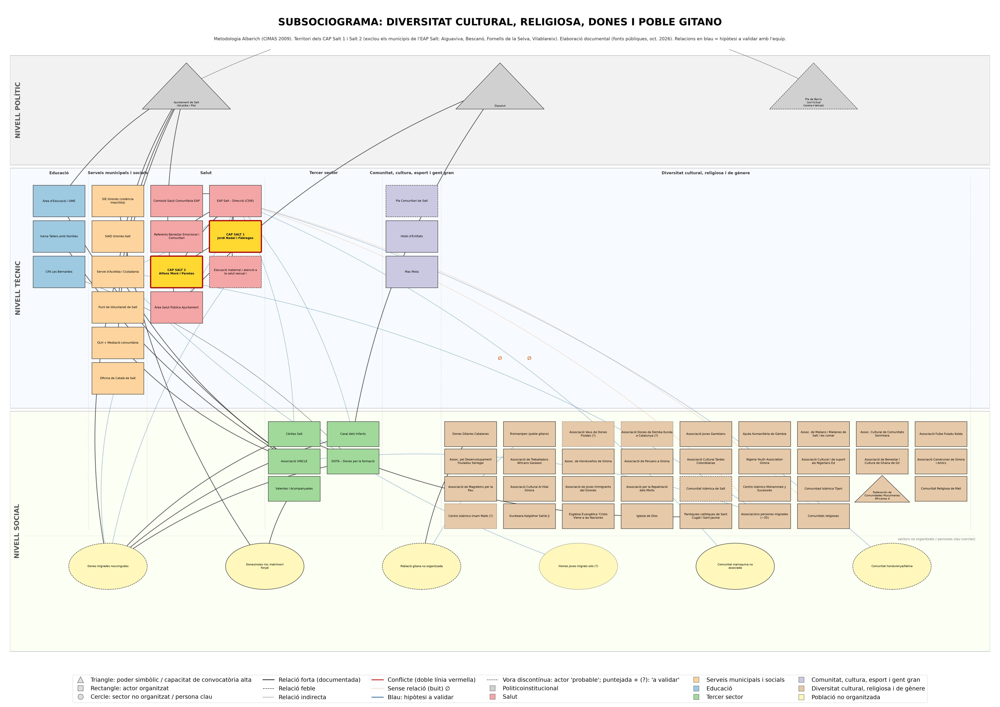 SUBSOCIOGRAMA: DIVERSITAT CULTURAL, RELIGIOSA, DONES I POBLE GITANO
Metodologia Alberich (CIMAS 2009). Territori dels CAP Salt 1 i Salt 2 (exclou els municipis de l'EAP Salt: Aiguaviva, Bescanó, Fornells de la Selva, Vilablareix). Elaboració documental (fonts públiques, oct. 2026). Relacions en blau = hipòtesi a validar amb l'equip.
NIVELL POLÍTIC
Ajuntament de Salt
(Alcaldia i Ple)
Dipsalut
Pla de Barris
(sol·licitud
Centre+Veïnat)
NIVELL TÈCNIC
Educació
Serveis municipals i socials
Salut
Tercer sector
Comunitat, cultura, esport i gent gran
Diversitat cultural, religiosa i de gènere
Àrea d'Educació / OME
SIE Gironès (violència
masclista)
Comissió Salut Comunitària EAP
EAP Salt – Direcció (CSIR)
Pla Comunitari de Salt
Xarxa Tallers amb Famílies
SIAD Gironès-Salt
Referents Benestar Emocional i
Comunitari
CAP SALT 1
Jordi Nadal i Fàbregas
Hotel d'Entitats
CFA Les Bernardes
Servei d'Acollida i Ciutadania
CAP SALT 2
Alfons Moré i Paretas
Educació maternal / atenció a
la salut sexual i
Mas Mota
Punt de Voluntariat de Salt
Àrea Salut Pública Ajuntament
OLH + Mediació comunitària
∅
∅
Oficina de Català de Salt
NIVELL SOCIAL
Càritas Salt
Casal dels Infants
Dones Gitanes Catalanes
Rromanipen (poble gitano)
Associació Veus de Dones
Fluides (?)
Associació Dones de Demba Kunda
a Catalunya (?)
Associació Joves Gambians
Ajuda Humanitària de Gàmbia
Assoc. de Malians i Malianes de
Salt i les comar
Assoc. Cultural de Comunitats
Soninkara
Associació Fulbe Fuladu Kolda
Associació VINCLE
DOTA – Dones per la formació
Assoc. pel Desenvolupament
Fouladou Senegal
Associació de Treballadors
Africans Garawol
Assoc. de Hondureños de Girona
Associació de Peruans a Girona
Associació Cultural Tardes
Colombianas
Nigeria Youth Association
Girona
Associació Cultural i de suport
als Nigerians Ed
Associación de Benestar i
Cultura de Ghana de Gir
Associación Camerunes de Girona
i Amics
Valentes i Acompanyades
Associació de Magrebins per la
Pau
Associación Cultural Al Hilal
Girona
Associació de Joves Immigrants
del Gironès
Associació per la Repatriació
dels Morts
Comunitat Islàmica de Salt
Centro Islámico Mohammed y
Sucesores
Comunidad Islámica Tijani
Federación de
Comunidades Musulmanas
Africanas d
Comunitat Religiosa de Mali
Centro Islámico Imam Malik (?)
Gurdwara Kalgidhar Sahib Ji
Església Evangèlica 'Cristo
Viene a las Naciones
Iglesia de Dios
Parròquies catòliques de Sant
Cugat i Sant Jaume
Associacions persones migrades
(~35)
Comunitats religioses
sectors no organitzats / persones clau (cercles)
Dones migrades nouvingudes
Dones/noies risc matrimoni
forçat
Població gitana no organitzada
Homes joves migrats sols (?)
Comunitat marroquina no
associada
Comunitat hondurenya/llatina
Triangle: poder simbòlic / capacitat de convocatòria alta
Rectangle: actor organitzat
Cercle: sector no organitzat / persona clau
Relació forta (documentada)
Relació feble
Relació indirecta
Conflicte (doble línia vermella)
Sense relació (buit) ∅
Blau: hipòtesi a validar
Vora discontínua: actor 'probable'; puntejada + (?): 'a validar'
Politicoinstitucional
Salut
Serveis municipals i socials
Educació
Tercer sector
Comunitat, cultura, esport i gent gran
Diversitat cultural, religiosa i de gènere
Població no organitzada